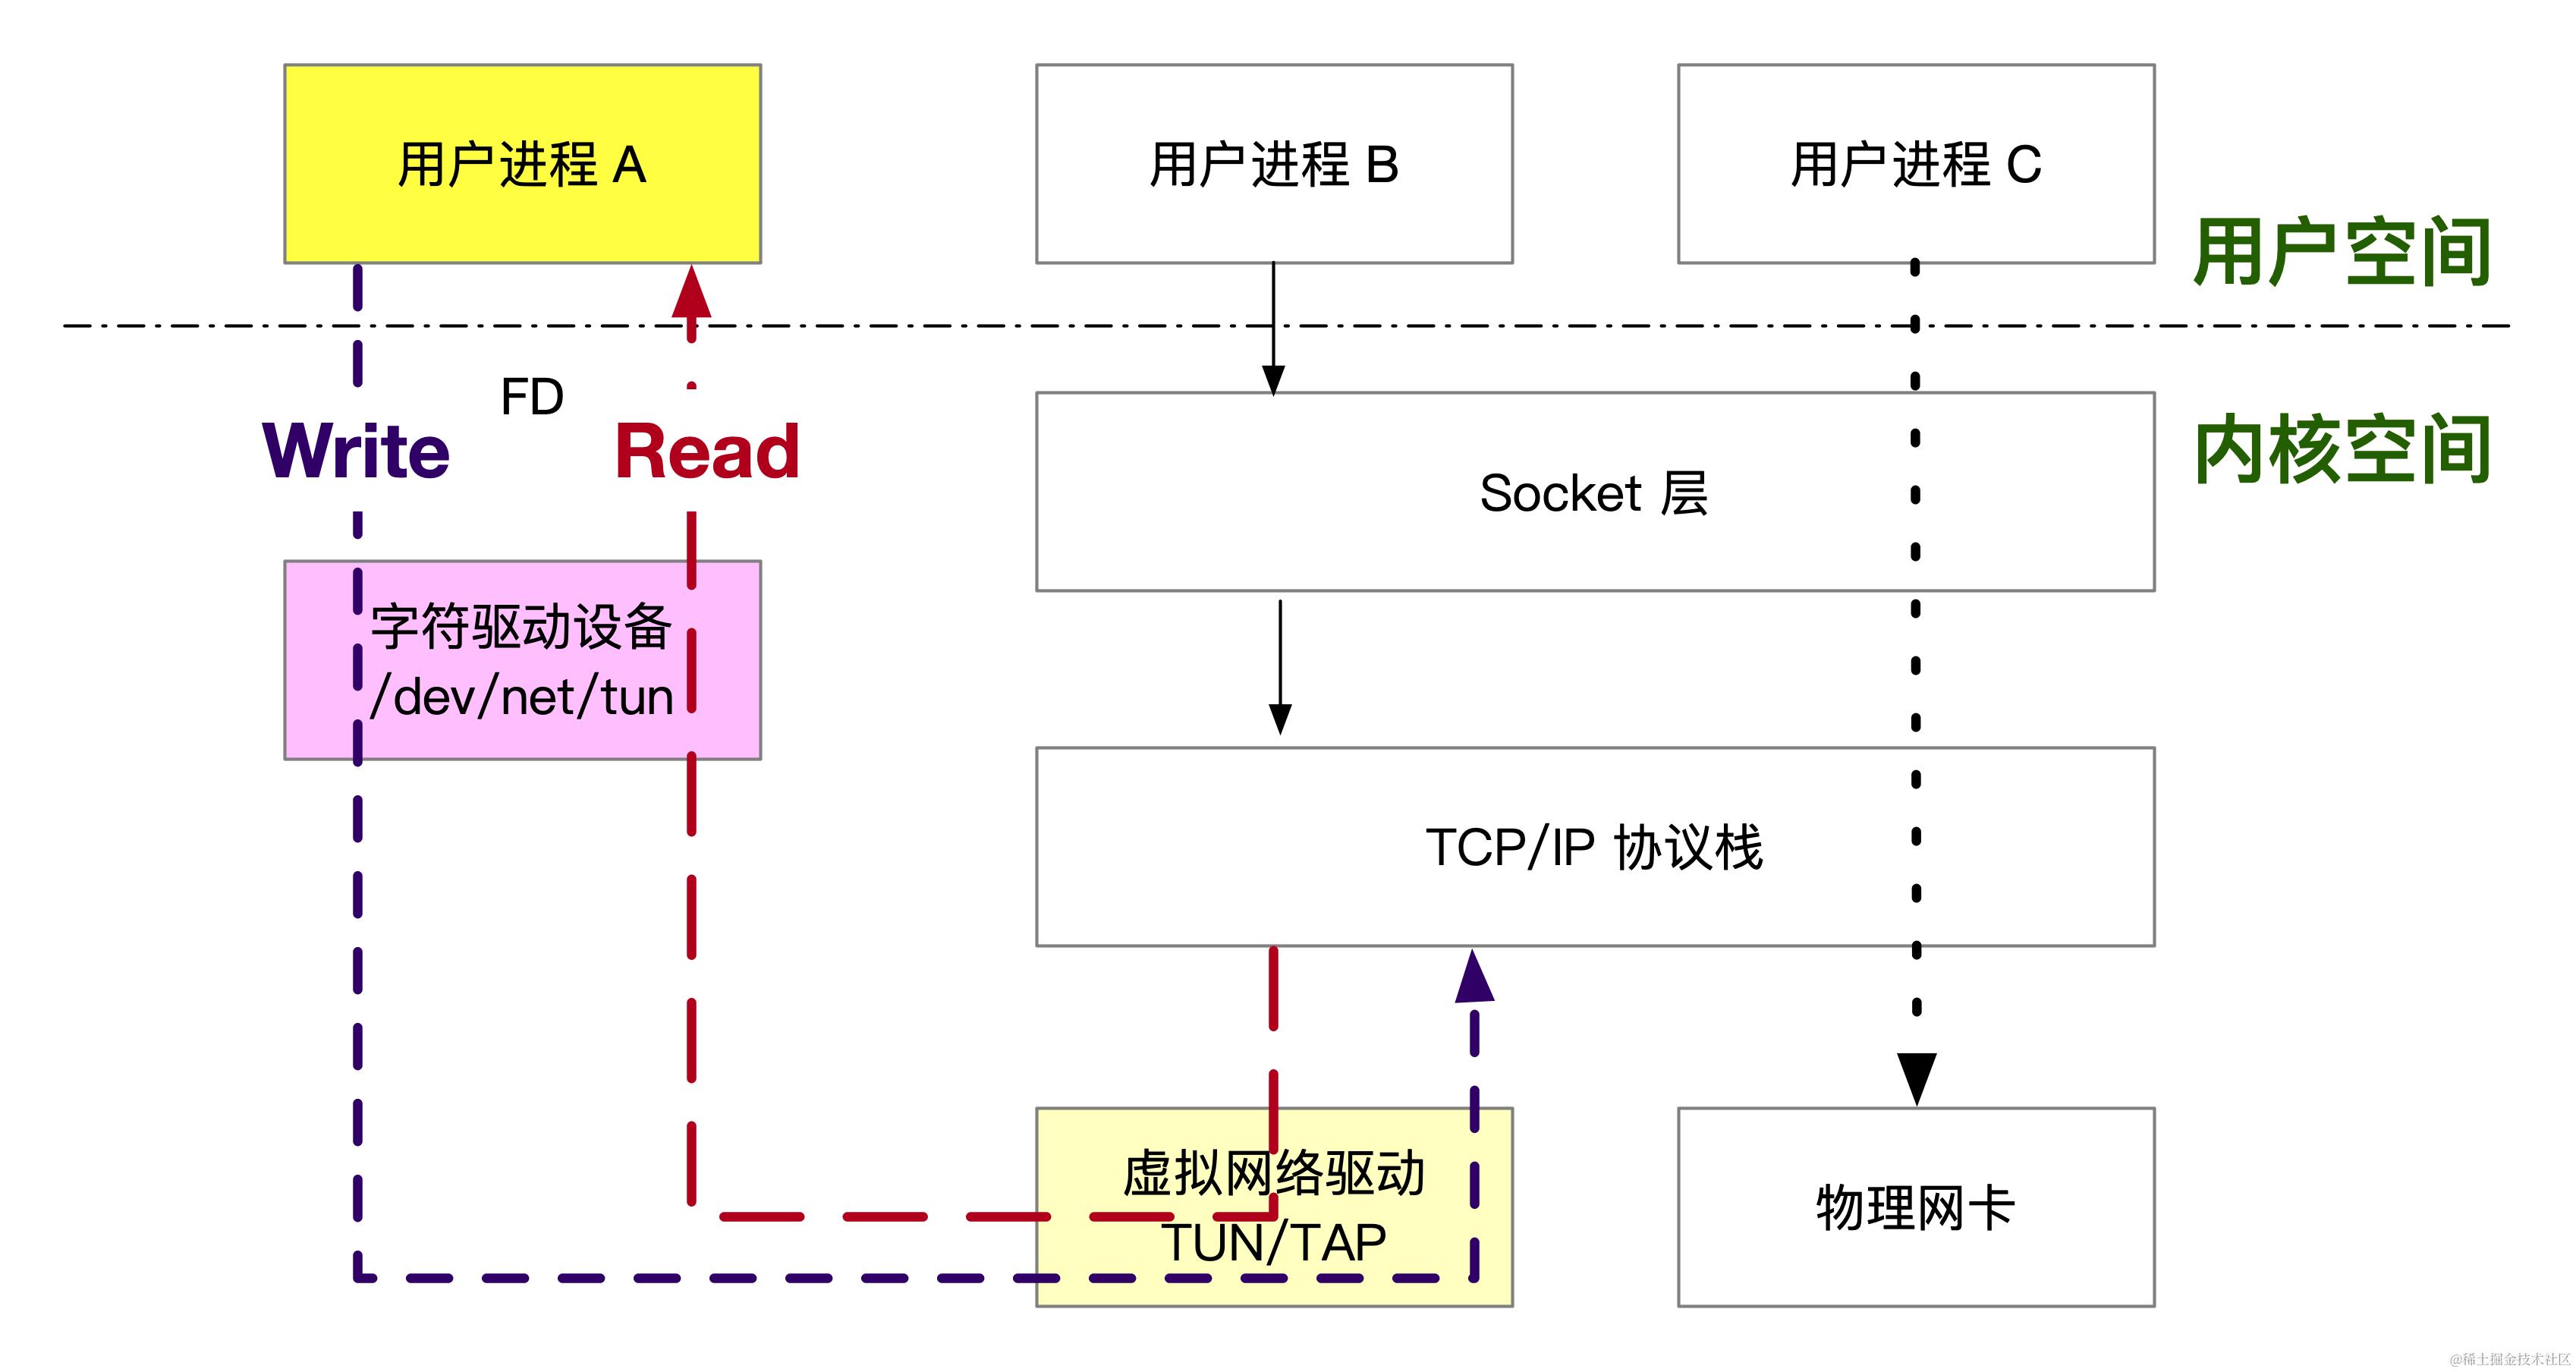 用户进程 A
用户进程 B
用户进程 C
用户空间
FD
Write
Read
内核空间
Socket 层
字符驱动设备
/dev/net/tun
TCP/IP 协议栈
虚拟网络驱动
TUN/TAP
物理网卡
@稀土掘金技术社区